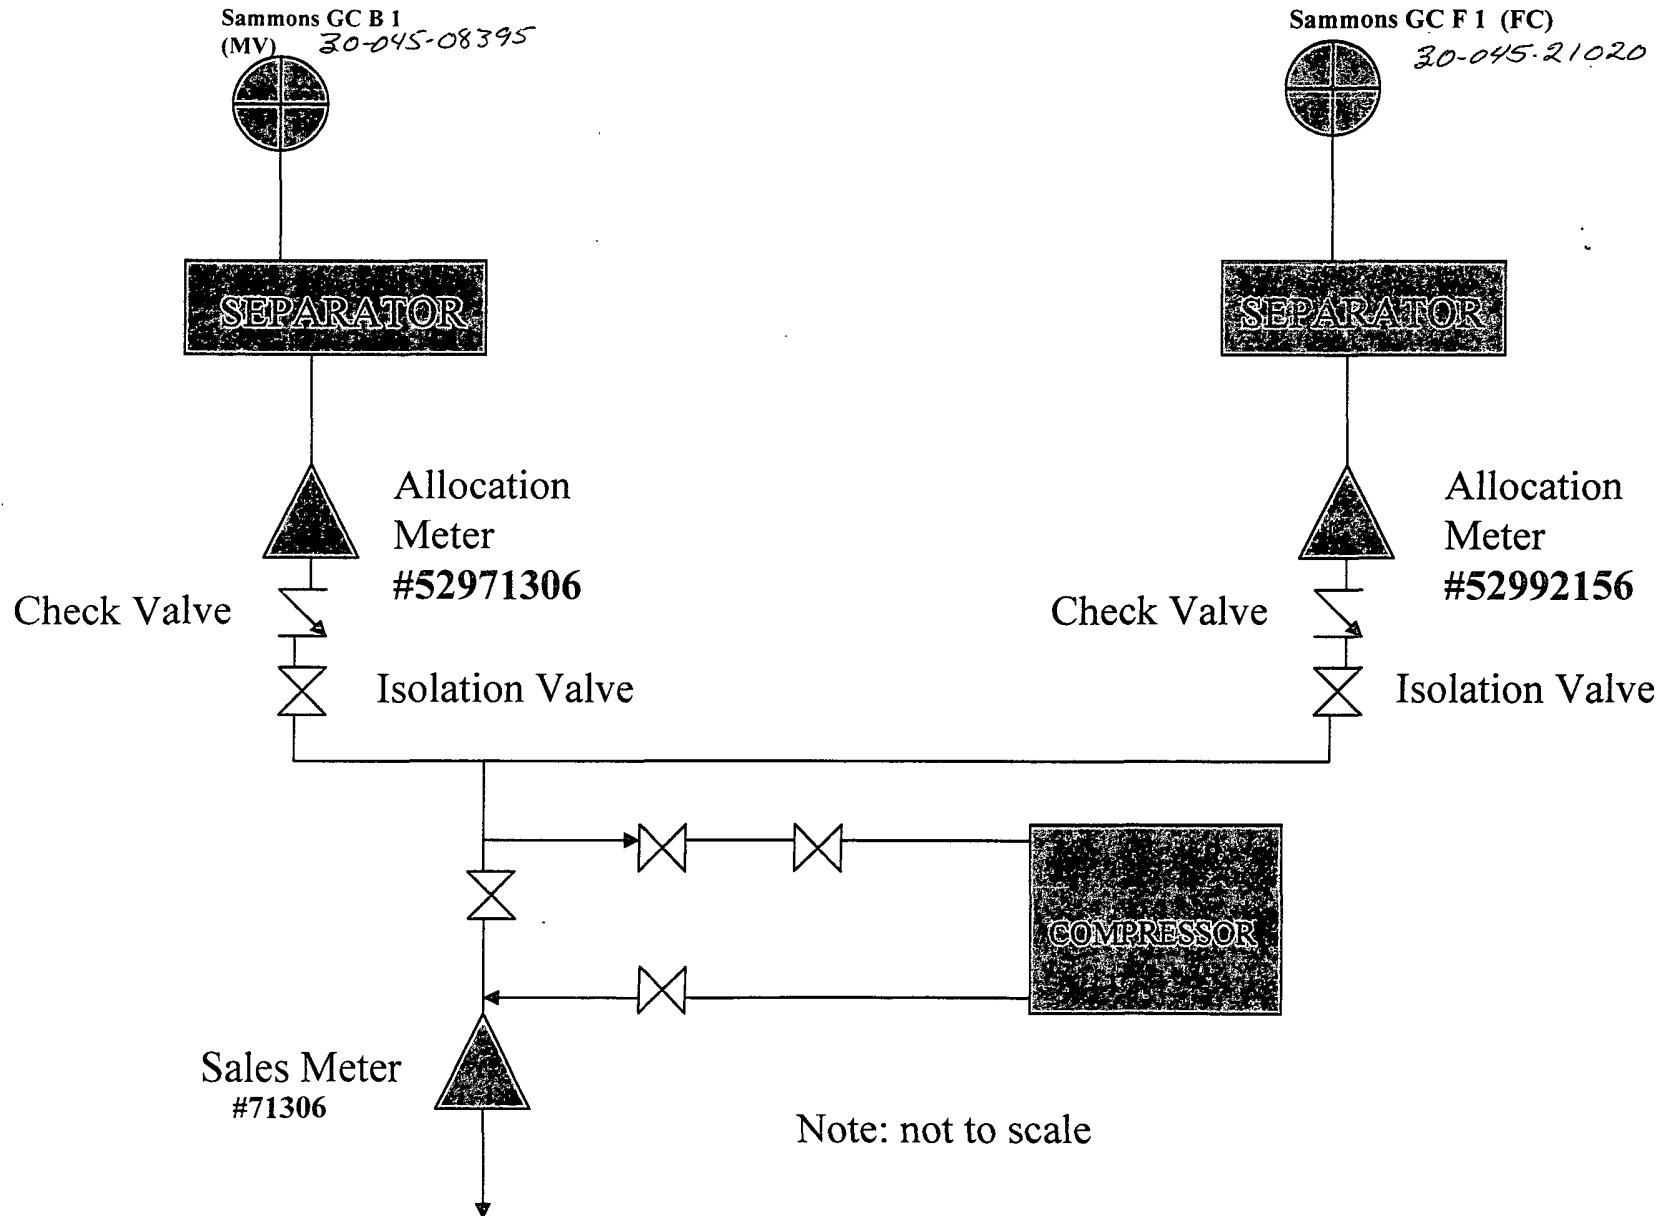 Sammons GC B 1
(MV) 30-045-08395
Sammons GC F 1 (FC)
30-045-21020
SEPARATOR
SEPARATOR
Allocation
Meter
#52971306
Allocation
Meter
#52992156
Check Valve
Check Valve
Isolation Valve
Isolation Valve
COMPRESSOR
Sales Meter
#71306
Note: not to scale